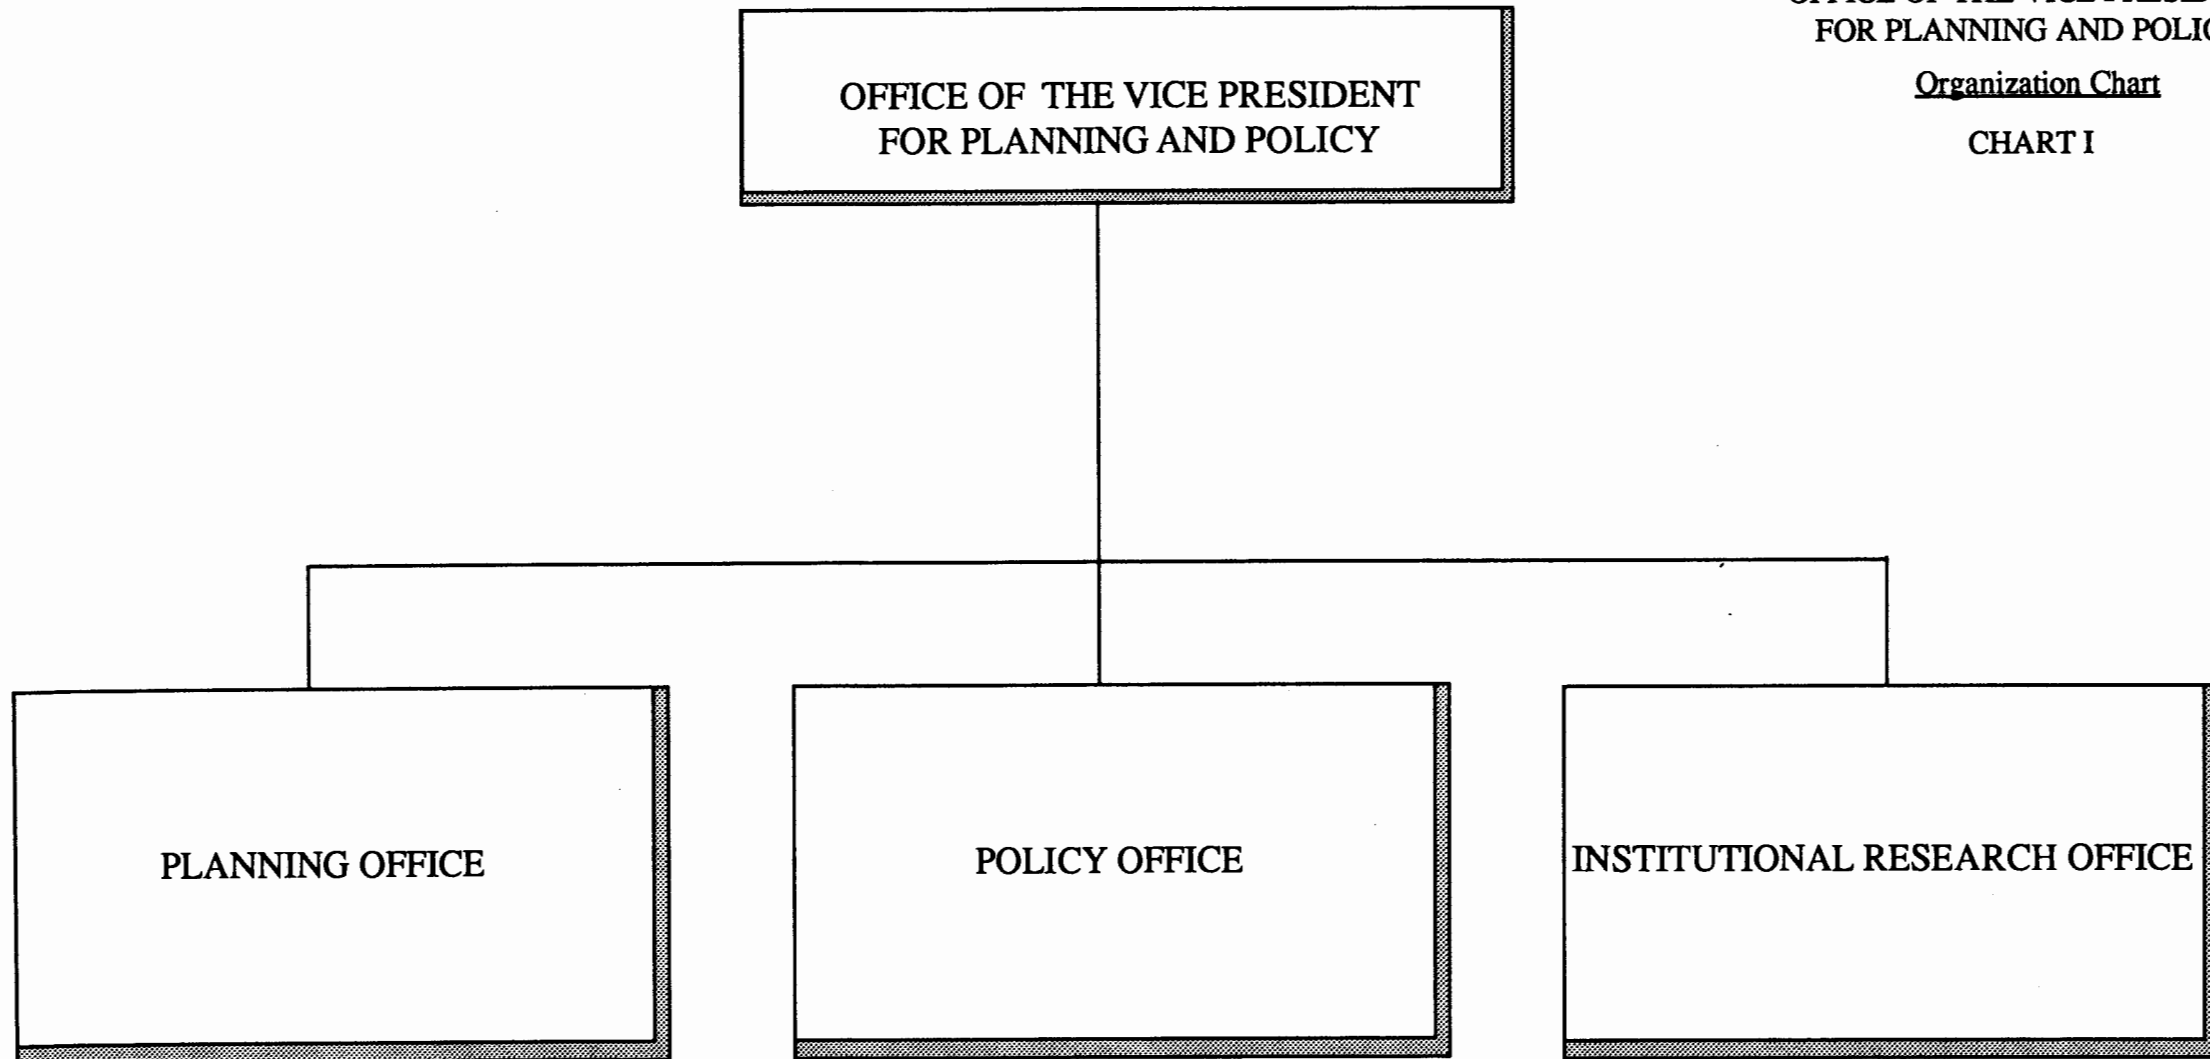 FOR PLANNING AND
Organization Chart
CHART I
OFFICE OF THE VICE PRESIDENT
FOR PLANNING AND POLICY
PLANNING OFFICE
POLICY OFFICE
INSTITUTIONAL RESEARCH OFFICE